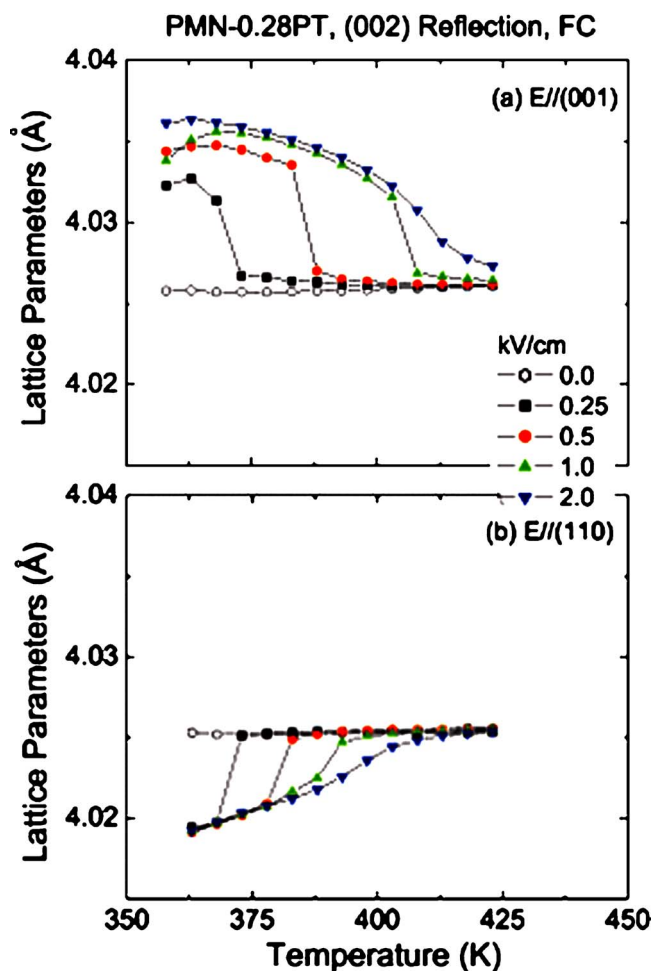 PMN-0.28PT, (002) Reflection, FC
4.04
(a) E//(001)
4.03
4.02
Lattice Parameters (Å)
kV/cm
0.0
0.25
0.5
1.0
2.0
4.04
(b) E//(110)
4.03
4.02
Lattice Parameters (Å)
350 375 400 425 450
Temperature (K)